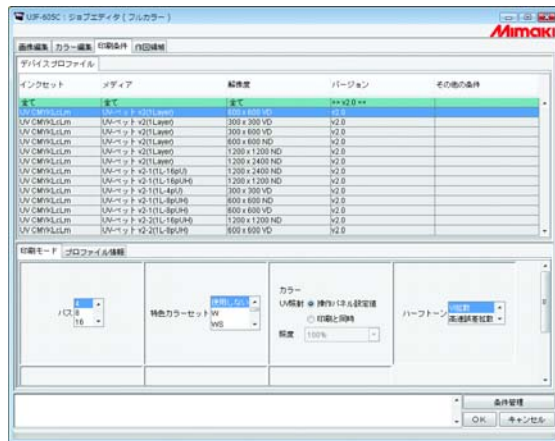 UJF-605C : ジョブエディタ ( フルカラー )
Mimaki
画像編集 カラー編集 印刷条件 作図領域
デバイスプロファイル
インクセット メディア 解像度 バージョン その他の条件
全て 全て 全て >> v2.0 <<
UV CMYKLcLm UV-ペット v2(1Layer) 600 x 600 VD v2.0
UV CMYKLcLm UV-ペット v2(1Layer) 300 x 300 VD v2.0
UV CMYKLcLm UV-ペット v2(1Layer) 600 x 600 VD v2.0
UV CMYKLcLm UV-ペット v2(1Layer) 600 x 600 ND v2.0
UV CMYKLcLm UV-ペット v2(1Layer) 1200 x 1200 ND v2.0
UV CMYKLcLm UV-ペット v2(1Layer) 1200 x 2400 ND v2.0
UV CMYKLcLm UV-ペット v2-1(1L-16pU) 1200 x 2400 ND v2.0
UV CMYKLcLm UV-ペット v2-1(1L-16pUH) 1200 x 1200 ND v2.0
UV CMYKLcLm UV-ペット v2-1(1L-4pU) 300 x 300 VD v2.0
UV CMYKLcLm UV-ペット v2-1(1L-8pUH) 600 x 600 ND v2.0
UV CMYKLcLm UV-ペット v2-1(1L-8pUH) 600 x 600 VD v2.0
UV CMYKLcLm UV-ペット v2-2(1L-16pUH) 1200 x 1200 ND v2.0
UV CMYKLcLm UV-ペット v2-2(1L-8pUH) 600 x 600 VD v2.0
印刷モード プロファイル情報
パス 4
8
16
特色カラーセット 使用しない
W
WS
カラー
UV照射 操作パネル設定値
印刷と同時
照度 100%
ハーフトーン
高速誤差拡散
条件管理
OK キャンセル